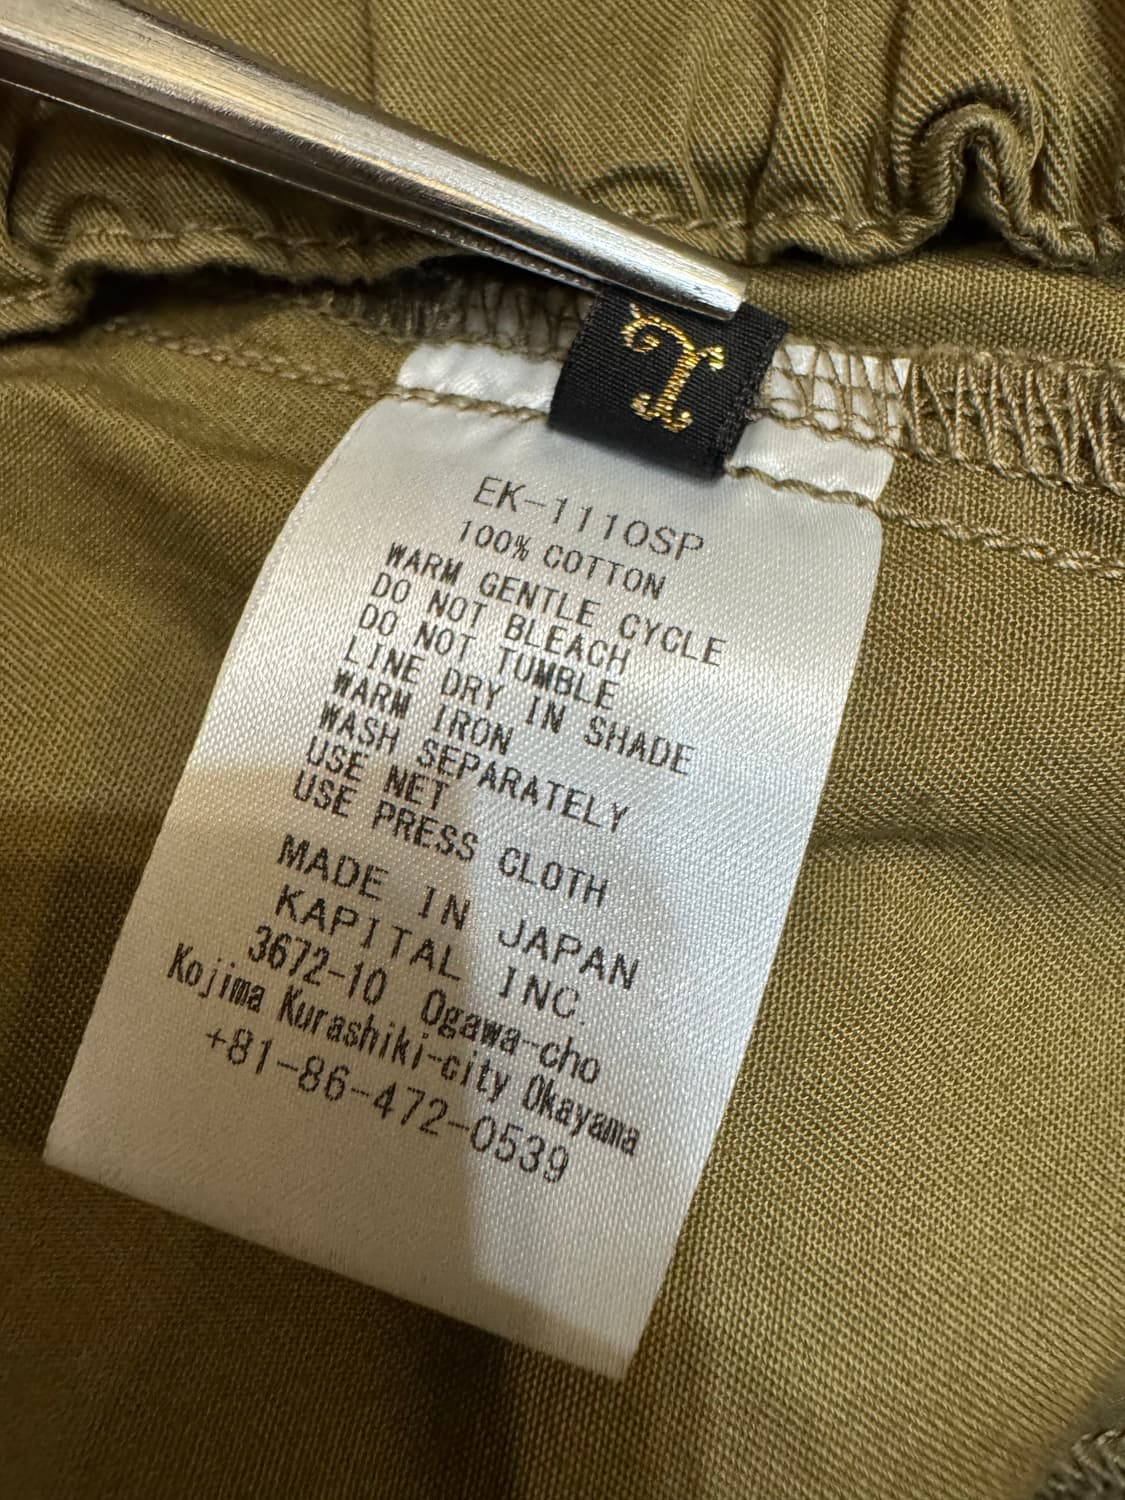 EK-1110SP
100% COTTON
WARM GENTLE CYCLE
DO NOT BLEACH
DO NOT TUMBLE
LINE DRY IN SHADE
WARM IRON
WASH SEPARATELY
USE NET
USE PRESS CLOTH
MADE IN JAPAN
KAPITAL INC.
3672-10 Ogawa-cho
Kojima Kurashiki-city Okayama
+81-86-472-0539